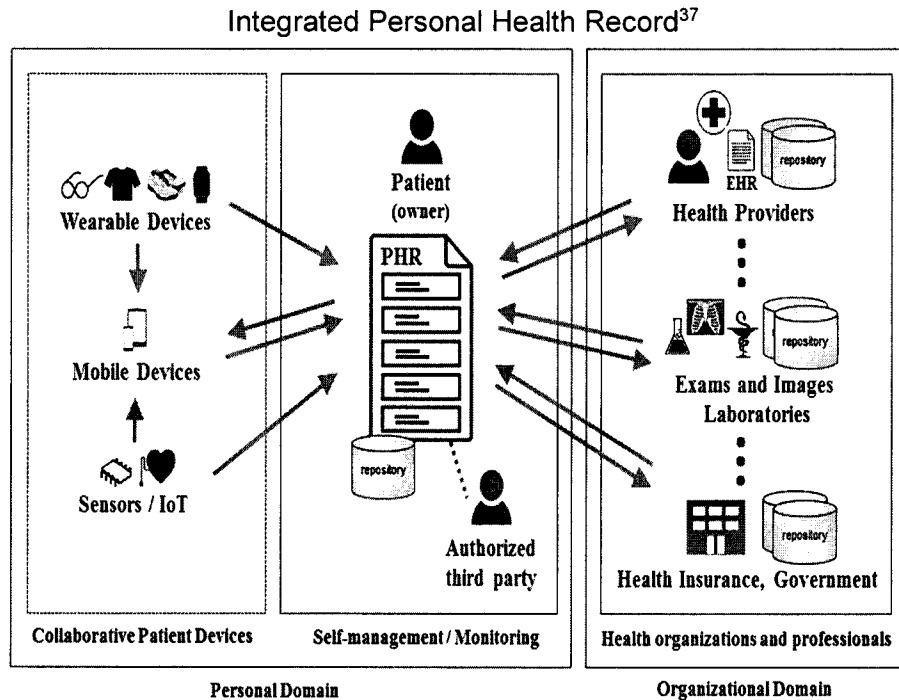 Integrated Personal Health Record37
Wearable Devices
Mobile Devices
Sensors / IoT
Collaborative Patient Devices
Patient
(owner)
PHR
repository
Authorized
third party
Self-management / Monitoring
Personal Domain
EHR
repository
Health Providers
repository
Exams and Images
Laboratories
repository
Health Insurance, Government
Health organizations and professionals
Organizational Domain